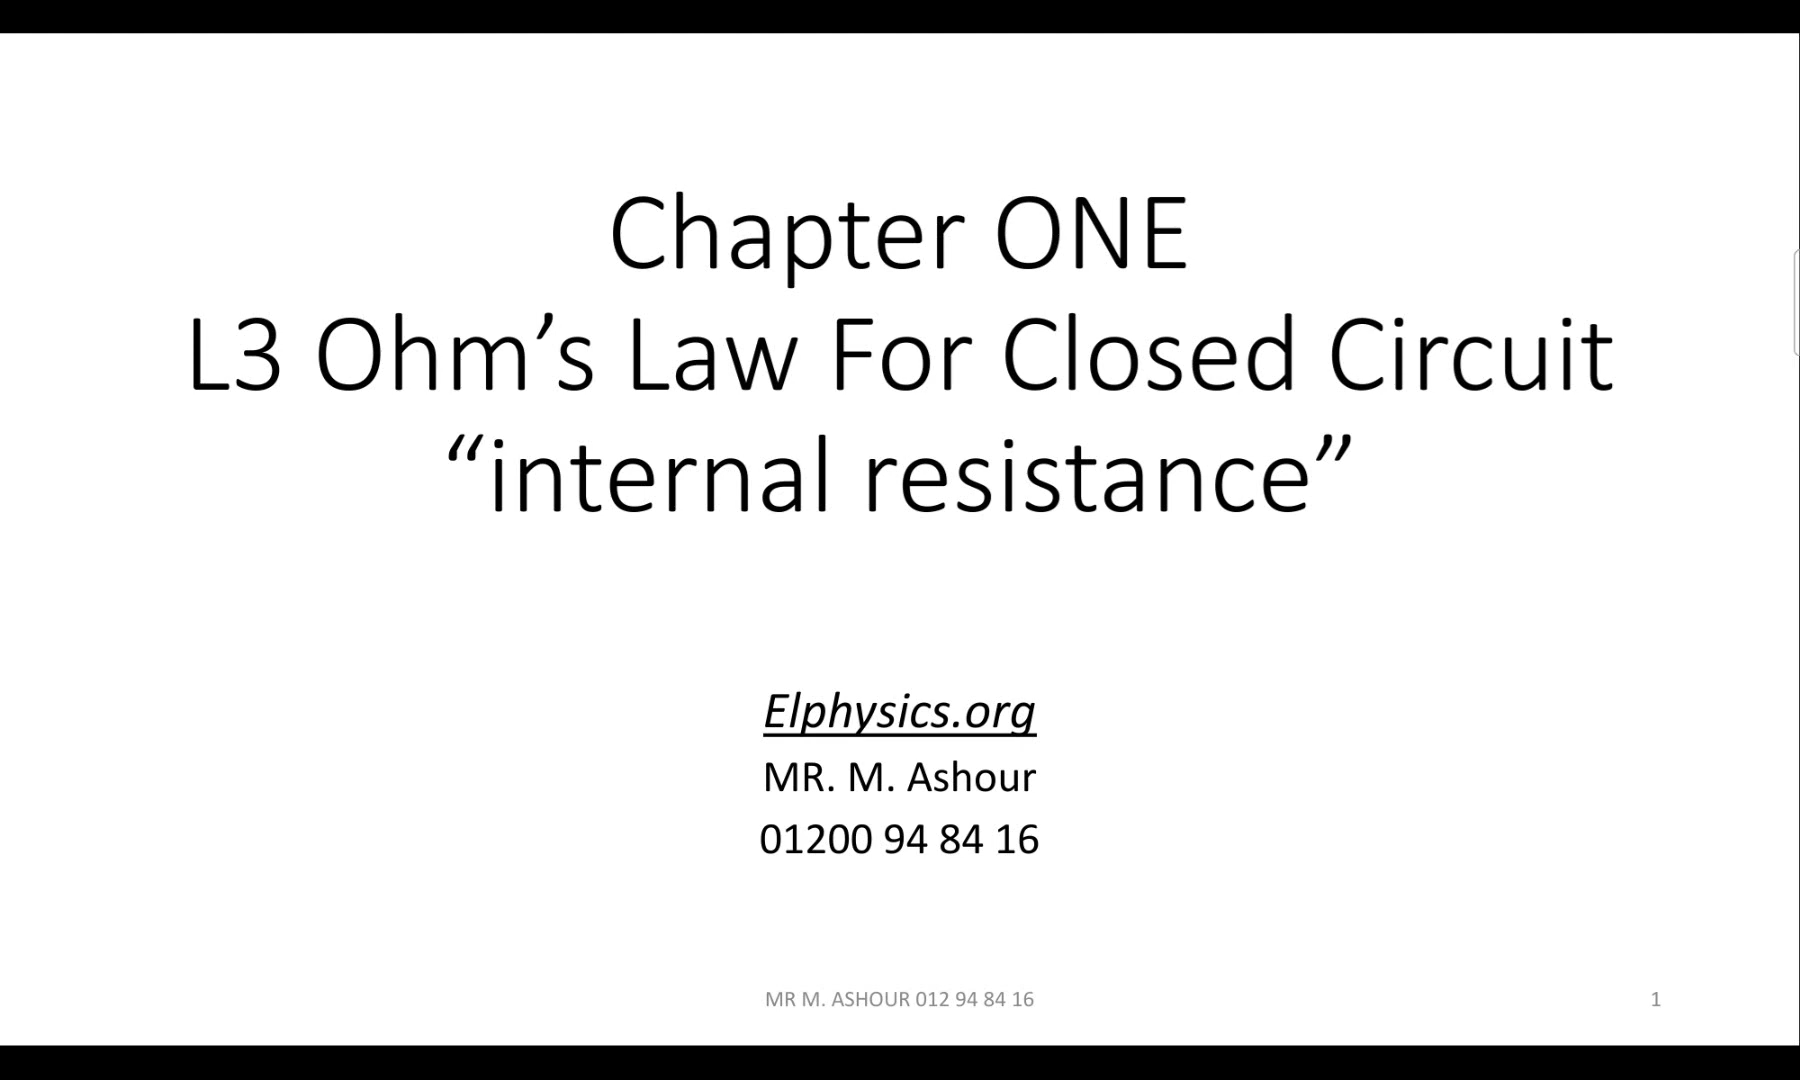 Chapter ONE
L3 Ohm’s Law For Closed Circuit
“internal resistance”
Elphysics.org
MR. M. Ashour
01200 94 84 16
MR M. ASHOUR 012 94 84 16
1